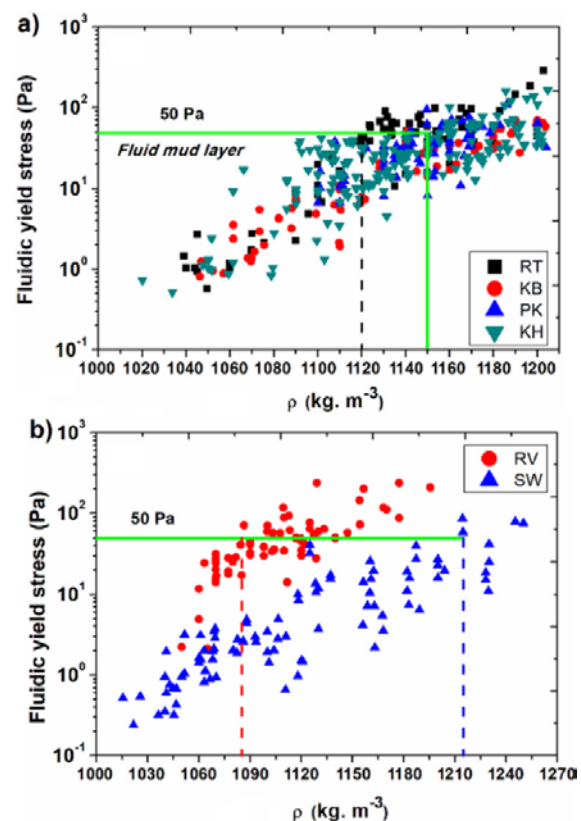 a)
10³
10²
10¹
10⁰
10⁻¹
Fluidic yield stress (Pa)
50 Pa
Fluid mud layer
RT
KB
PK
KH
1000 1020 1040 1060 1080 1100 1120 1140 1160 1180 1200
ρ (kg. m⁻³)
b)
10³
10²
10¹
10⁰
10⁻¹
Fluidic yield stress (Pa)
50 Pa
RV
SW
1000 1030 1060 1090 1120 1150 1180 1210 1240 1270
ρ (kg. m⁻³)